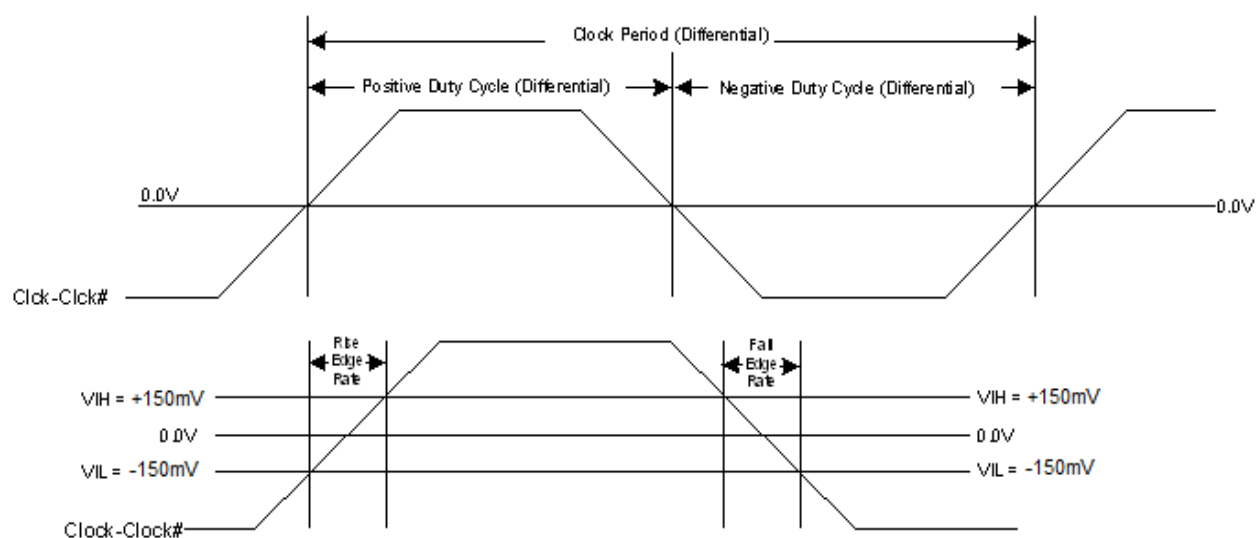 Clock Period (Differential)
Positive Duty Cycle (Differential)
Negative Duty Cycle (Differential)
0.0V
0.0V
Clck-Clck#
Rise
Edge
Rate
Fall
Edge
Rate
VIH = +150mV
VIH = +150mV
0.0V
0.0V
VIL = -150mV
VIL = -150mV
Clock-Clock#